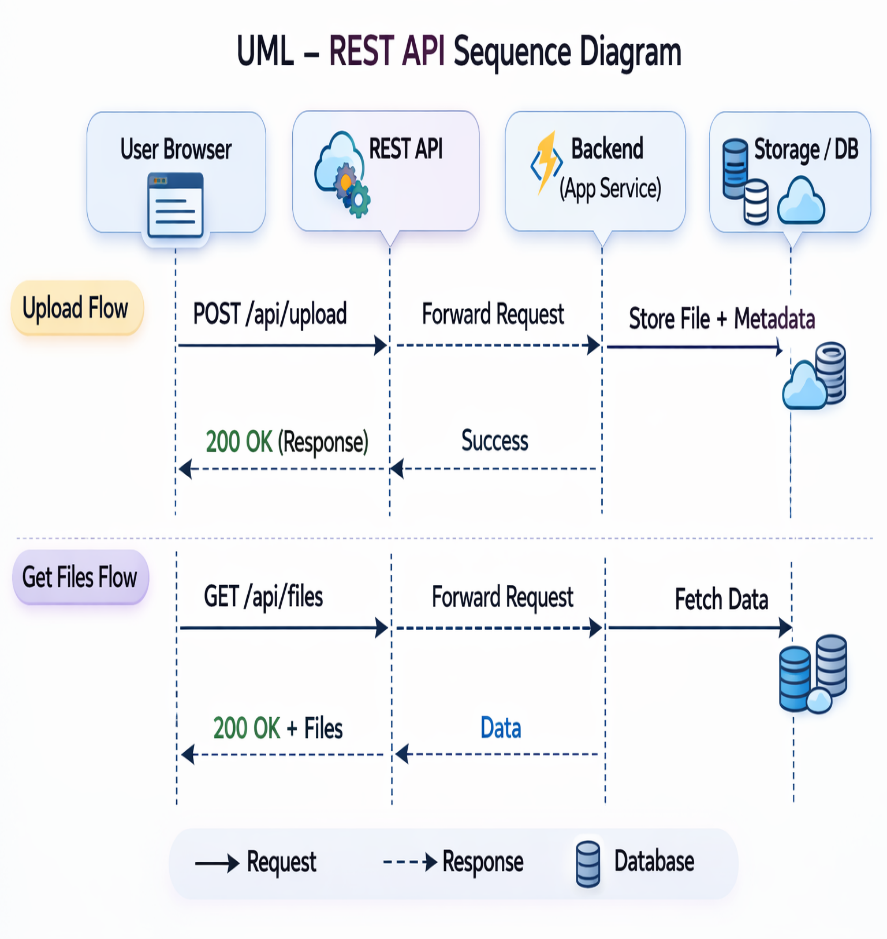 UML – REST API Sequence Diagram
User Browser
REST API
Backend
(App Service)
Storage / DB
Upload Flow
POST /api/upload
Forward Request
Store File + Metadata
200 OK (Response)
Success
Get Files Flow
GET /api/files
Forward Request
Fetch Data
200 OK + Files
Data
Request
Response
Database